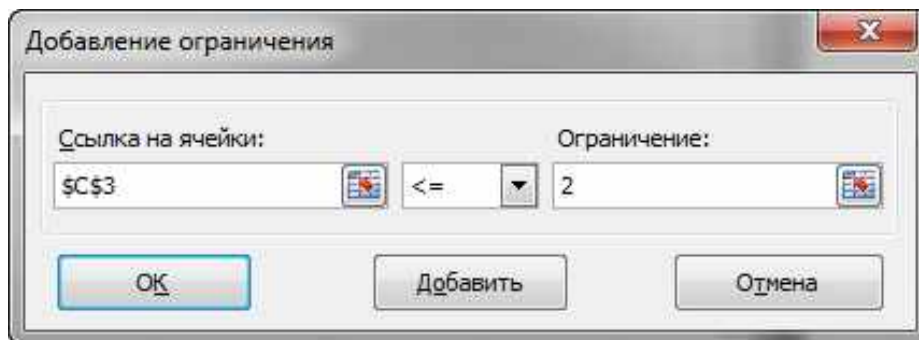 Добавление ограничения
Ссылка на ячейки:
Ограничение:
$C$3
<=
2
ОК
Добавить
Отмена